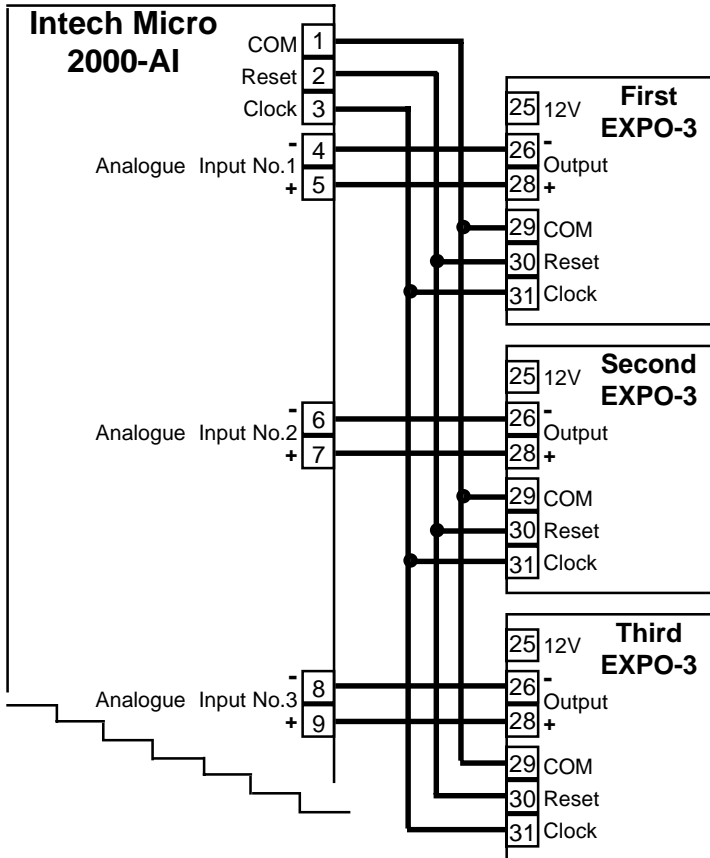 Intech Micro
2000-AI
COM 1
Reset 2
Clock 3
- 4
Analogue Input No.1
+ 5
- 6
Analogue Input No.2
+ 7
- 8
Analogue Input No.3
+ 9
First
EXPO-3
25 12V
26 -
Output
28 +
29 COM
30 Reset
31 Clock
Second
EXPO-3
25 12V
26 -
Output
28 +
29 COM
30 Reset
31 Clock
Third
EXPO-3
25 12V
26 -
Output
28 +
29 COM
30 Reset
31 Clock